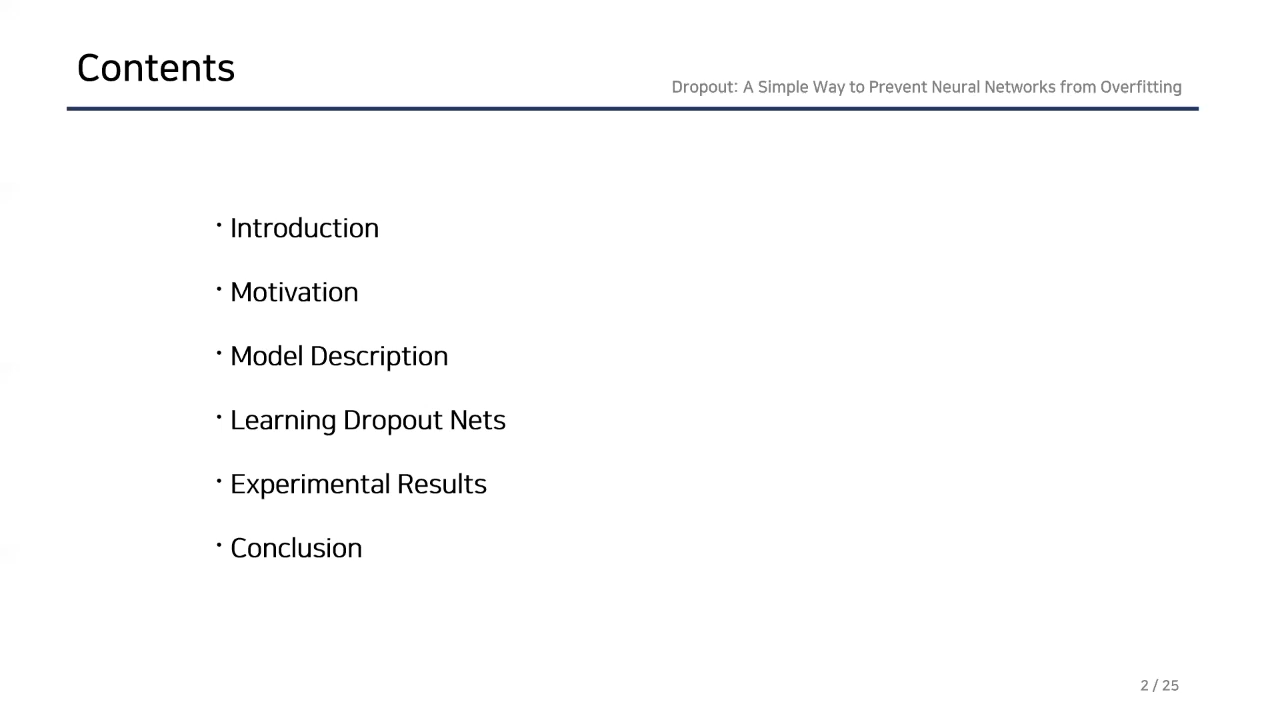 Contents
Dropout: A Simple Way to Prevent Neural Networks from Overfitting
· Introduction
· Motivation
· Model Description
· Learning Dropout Nets
· Experimental Results
· Conclusion
2 / 25